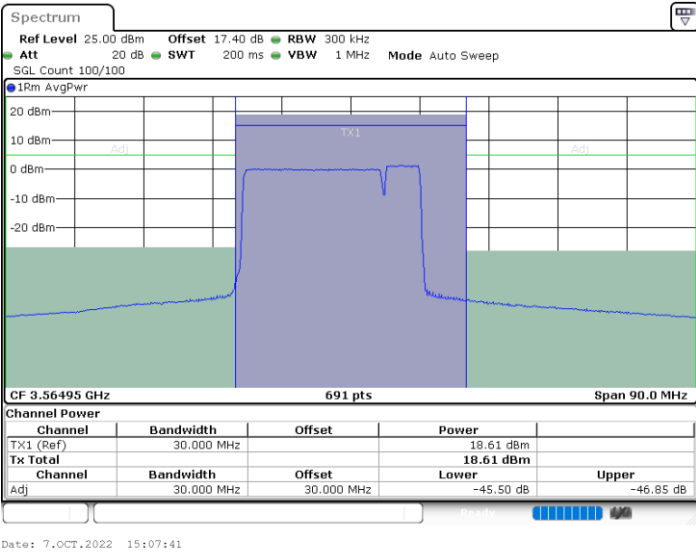 Spectrum
Ref Level 25.00 dBm Offset 17.40 dB RBW 300 kHz
Att 20 dB SWT 200 ms VBW 1 MHz Mode Auto Sweep
SGL Count 100/100
1Rm AvgPwr
20 dBm
TX1
10 dBm
Adj Adj
0 dBm
-10 dBm
-20 dBm
CF 3.56495 GHz 691 pts Span 90.0 MHz
Channel Power
Channel Bandwidth Offset Power
TX1 (Ref) 30.000 MHz 18.61 dBm
Tx Total 18.61 dBm
Channel Bandwidth Offset Lower Upper
Adj 30.000 MHz 30.000 MHz -45.50 dB -46.85 dB
Ready
Date: 7.OCT.2022 15:07:41